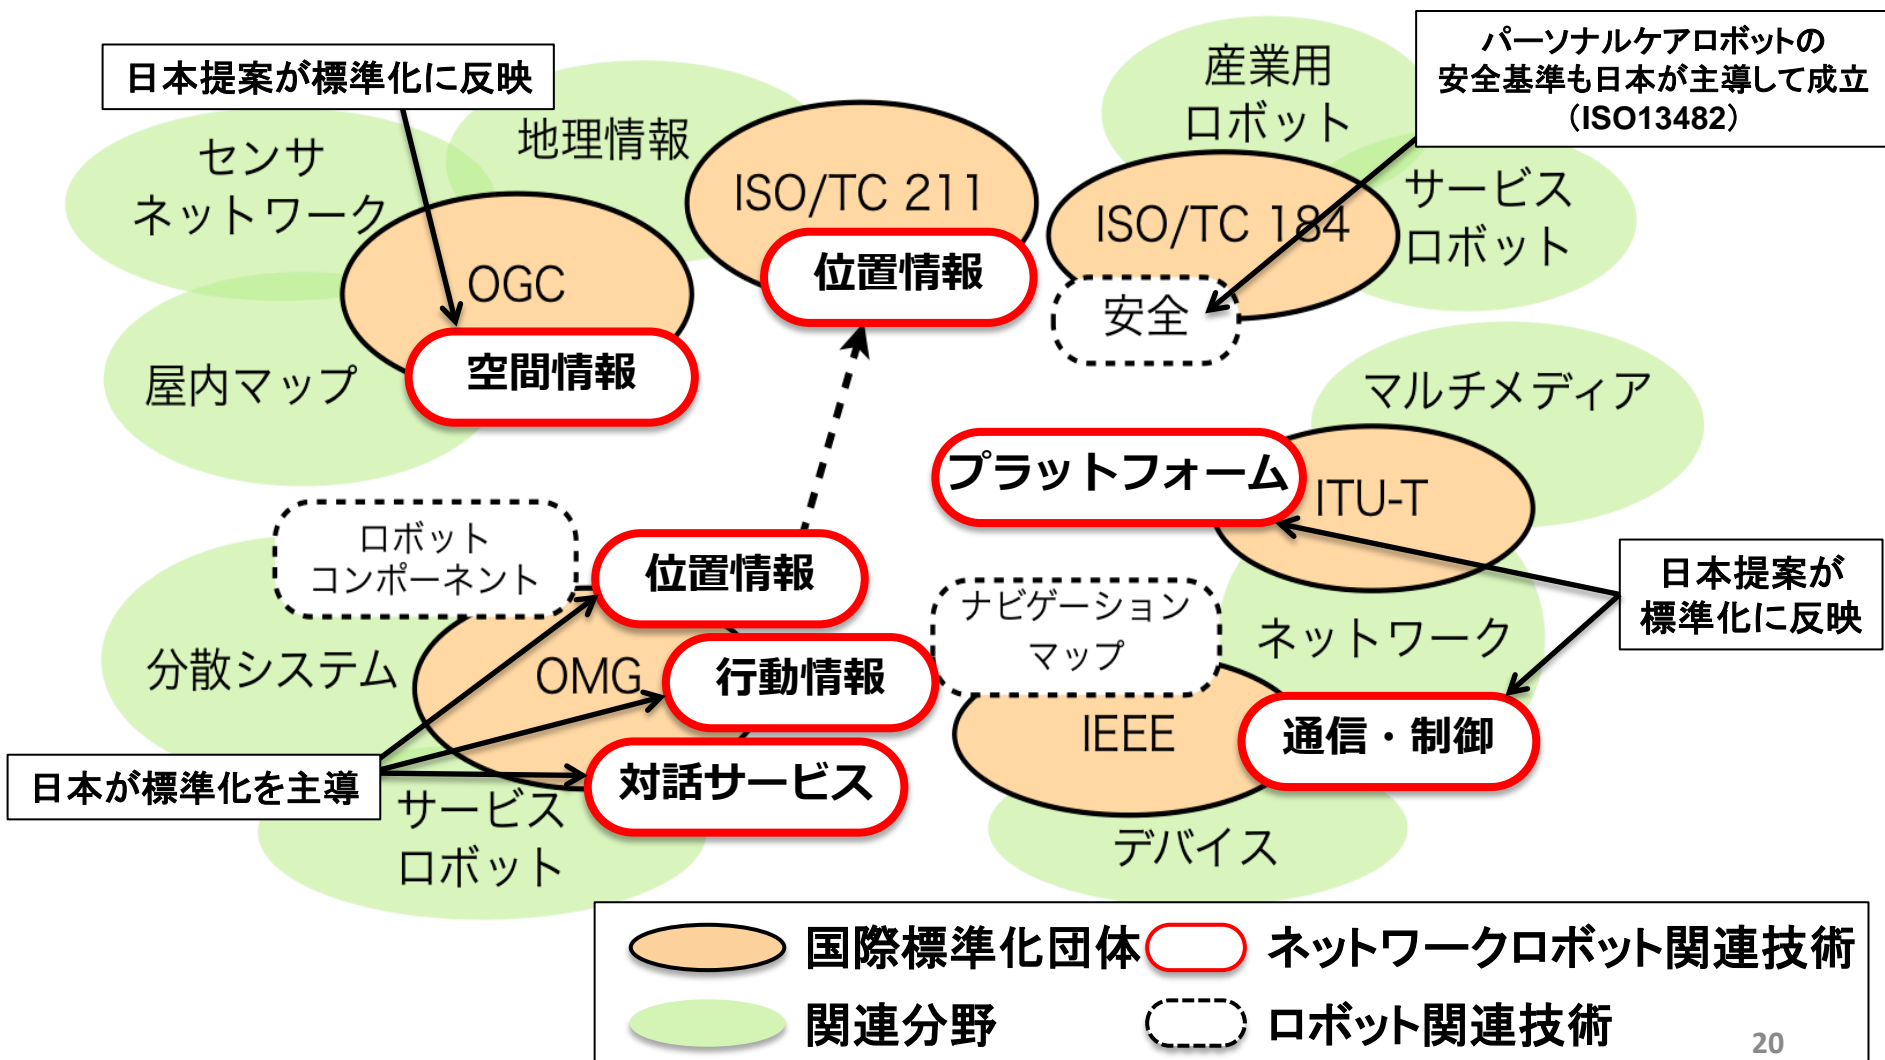 日本提案が標準化に反映
パーソナルケアロボットの
安全基準も日本が主導して成立
（ISO13482）
産業用
ロボット
地理情報
センサ
ネットワーク
ISO/TC 211
ISO/TC 184
サービス
ロボット
位置情報
OGC
安全
空間情報
屋内マップ
マルチメディア
プラットフォーム
ITU-T
ロボット
コンポーネント
位置情報
ナビゲーション
マップ
日本提案が
標準化に反映
ネットワーク
分散システム
OMG
行動情報
IEEE
通信・制御
日本が標準化を主導
対話サービス
サービス
ロボット
デバイス
国際標準化団体
ネットワークロボット関連技術
関連分野
ロボット関連技術
20